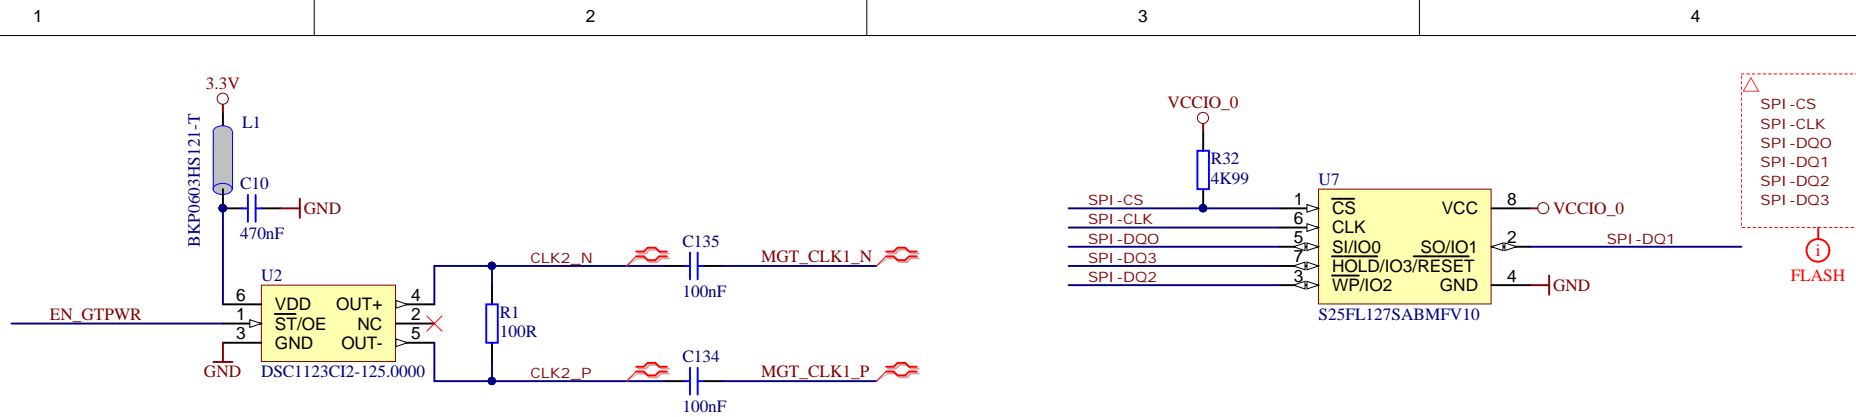 1 2 3 4
3.3V
L1
BKP0603HS121-T
C10
GND
470nF
U2
6 VDD OUT+ 4
EN_GTPWR 1 ST/OE NC 2
3 GND OUT- 5
GND
DSC1123CI2-125.0000
R1
100R
CLK2_N
C135
100nF
MGT_CLK1_N
CLK2_P
C134
100nF
MGT_CLK1_P
VCCIO_0
R32
4K99
U7
SPI-CS 1 CS VCC 8 VCCIO_0
SPI-CLK 6 CLK
SPI-DQ0 5 SI/IO0 SO/IO1 2 SPI-DQ1
SPI-DQ3 7 HOLD/IO3/RESET
SPI-DQ2 3 WP/IO2 GND 4 GND
S25FL127SABMFV10
SPI-CS
SPI-CLK
SPI-DQ0
SPI-DQ1
SPI-DQ2
SPI-DQ3
i
FLASH